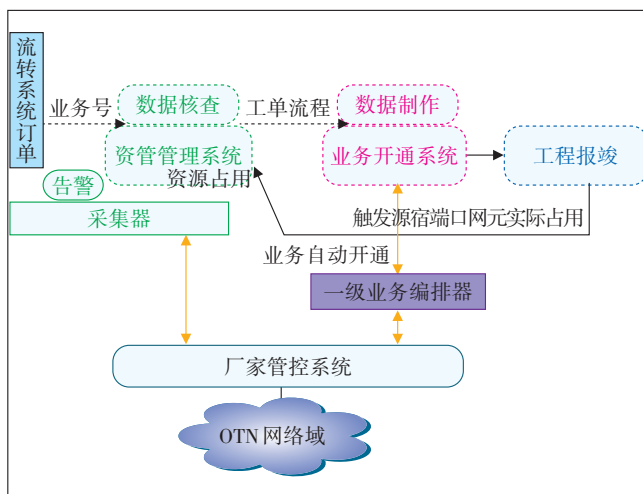 流转系统订单
业务号
数据核查
工单流程
数据制作
资管管理系统
业务开通系统
工程报竣
资源占用
告警
采集器
触发源宿端口网元实际占用
业务自动开通
一级业务编排器
厂家管控系统
OTN 网络域